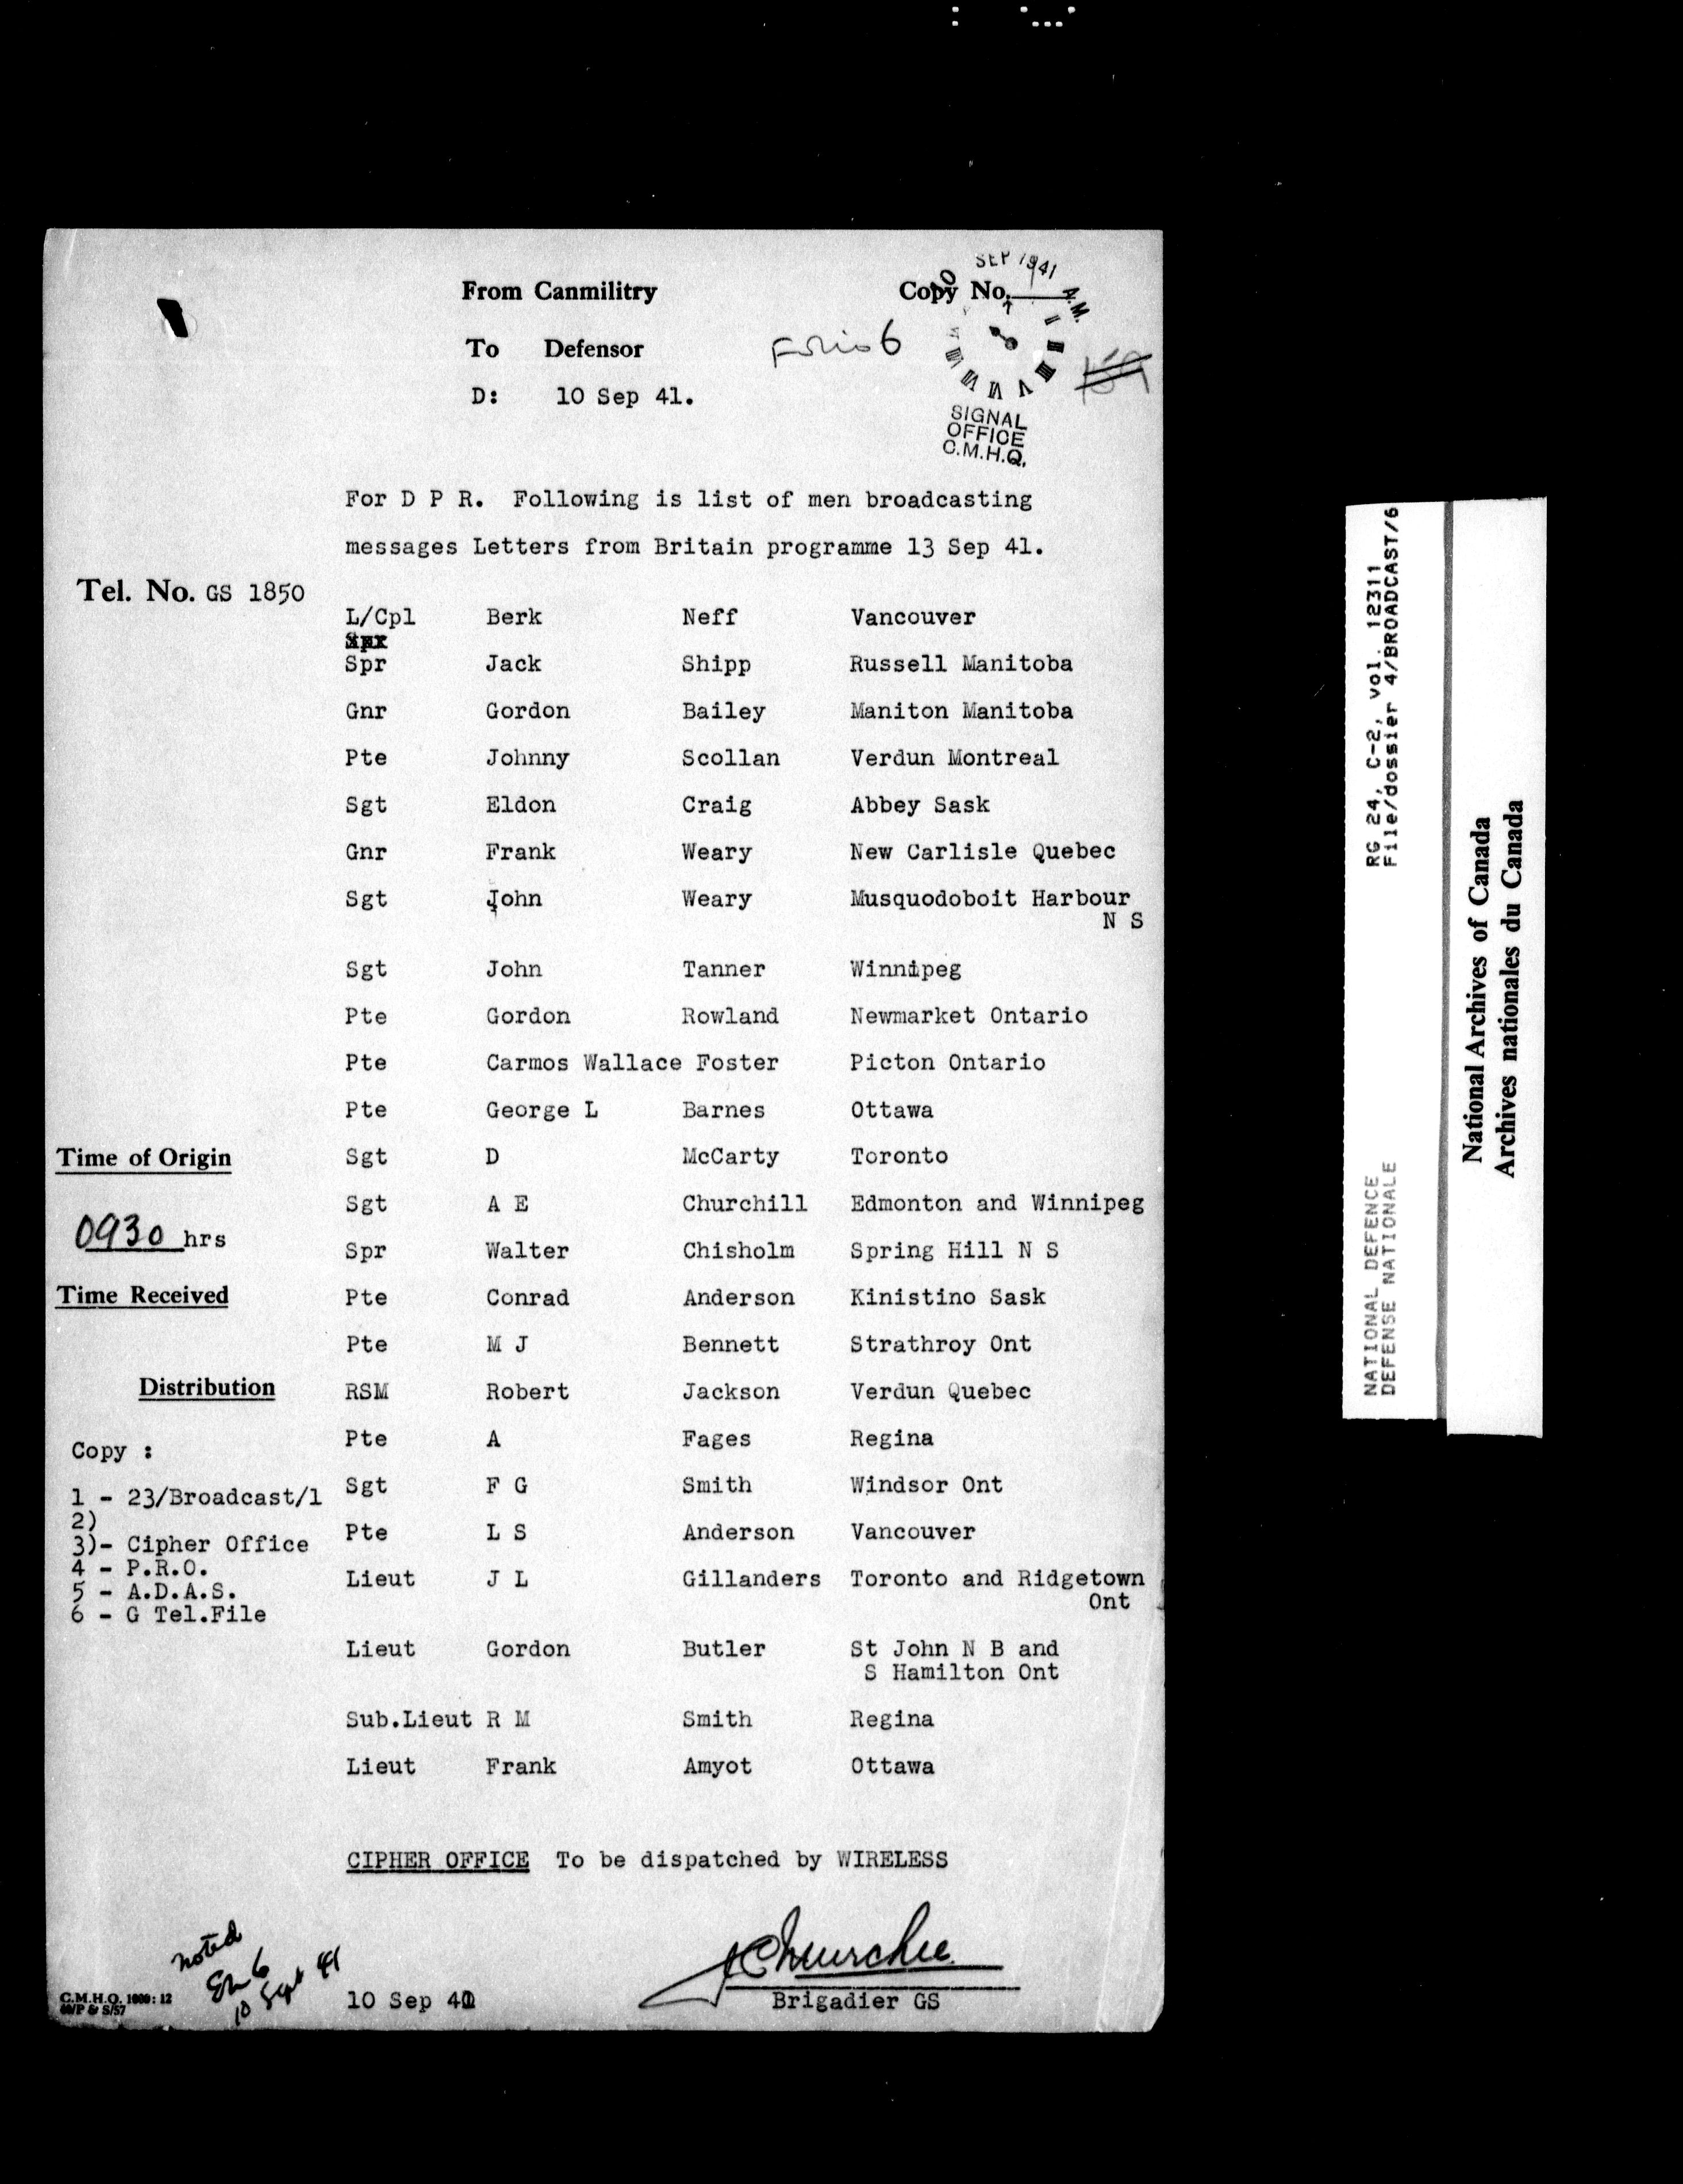 From Canmilitry
Copy No.
10 SEP 1941 A.M.
To Defensor
folio 6
D: 10 Sep 41.
SIGNAL
OFFICE
C.M.H.Q.
For D P R. Following is list of men broadcasting
messages Letters from Britain programme 13 Sep 41.
Tel. No. GS 1850
L/Cpl Berk Neff Vancouver
Spr Jack Shipp Russell Manitoba
Gnr Gordon Bailey Maniton Manitoba
Pte Johnny Scollan Verdun Montreal
Sgt Eldon Craig Abbey Sask
Gnr Frank Weary New Carlisle Quebec
Sgt John Weary Musquodoboit Harbour
N S
Sgt John Tanner Winnipeg
Pte Gordon Rowland Newmarket Ontario
Pte Carmos Wallace Foster Picton Ontario
Pte George L Barnes Ottawa
Sgt D McCarty Toronto
Sgt A E Churchill Edmonton and Winnipeg
Spr Walter Chisholm Spring Hill N S
Pte Conrad Anderson Kinistino Sask
Pte M J Bennett Strathroy Ont
RSM Robert Jackson Verdun Quebec
Pte A Fages Regina
Sgt F G Smith Windsor Ont
Pte L S Anderson Vancouver
Lieut J L Gillanders Toronto and Ridgetown
Ont
Lieut Gordon Butler St John N B and
S Hamilton Ont
Sub.Lieut R M Smith Regina
Lieut Frank Amyot Ottawa
Time of Origin
0930 hrs
Time Received
Distribution
Copy :
1 - 23/Broadcast/1
2)
3)- Cipher Office
4 - P.R.O.
5 - A.D.A.S.
6 - G Tel.File
CIPHER OFFICE To be dispatched by WIRELESS
noted
10 Sept 41
C.M.H.Q. 1000: 12
10 Sep 41
Brigadier GS
RG 24, C-2, vol. 12311
File/dossier 4/BROADCAST/6
NATIONAL DEFENCE
DEFENSE NATIONALE
National Archives of Canada
Archives nationales du Canada